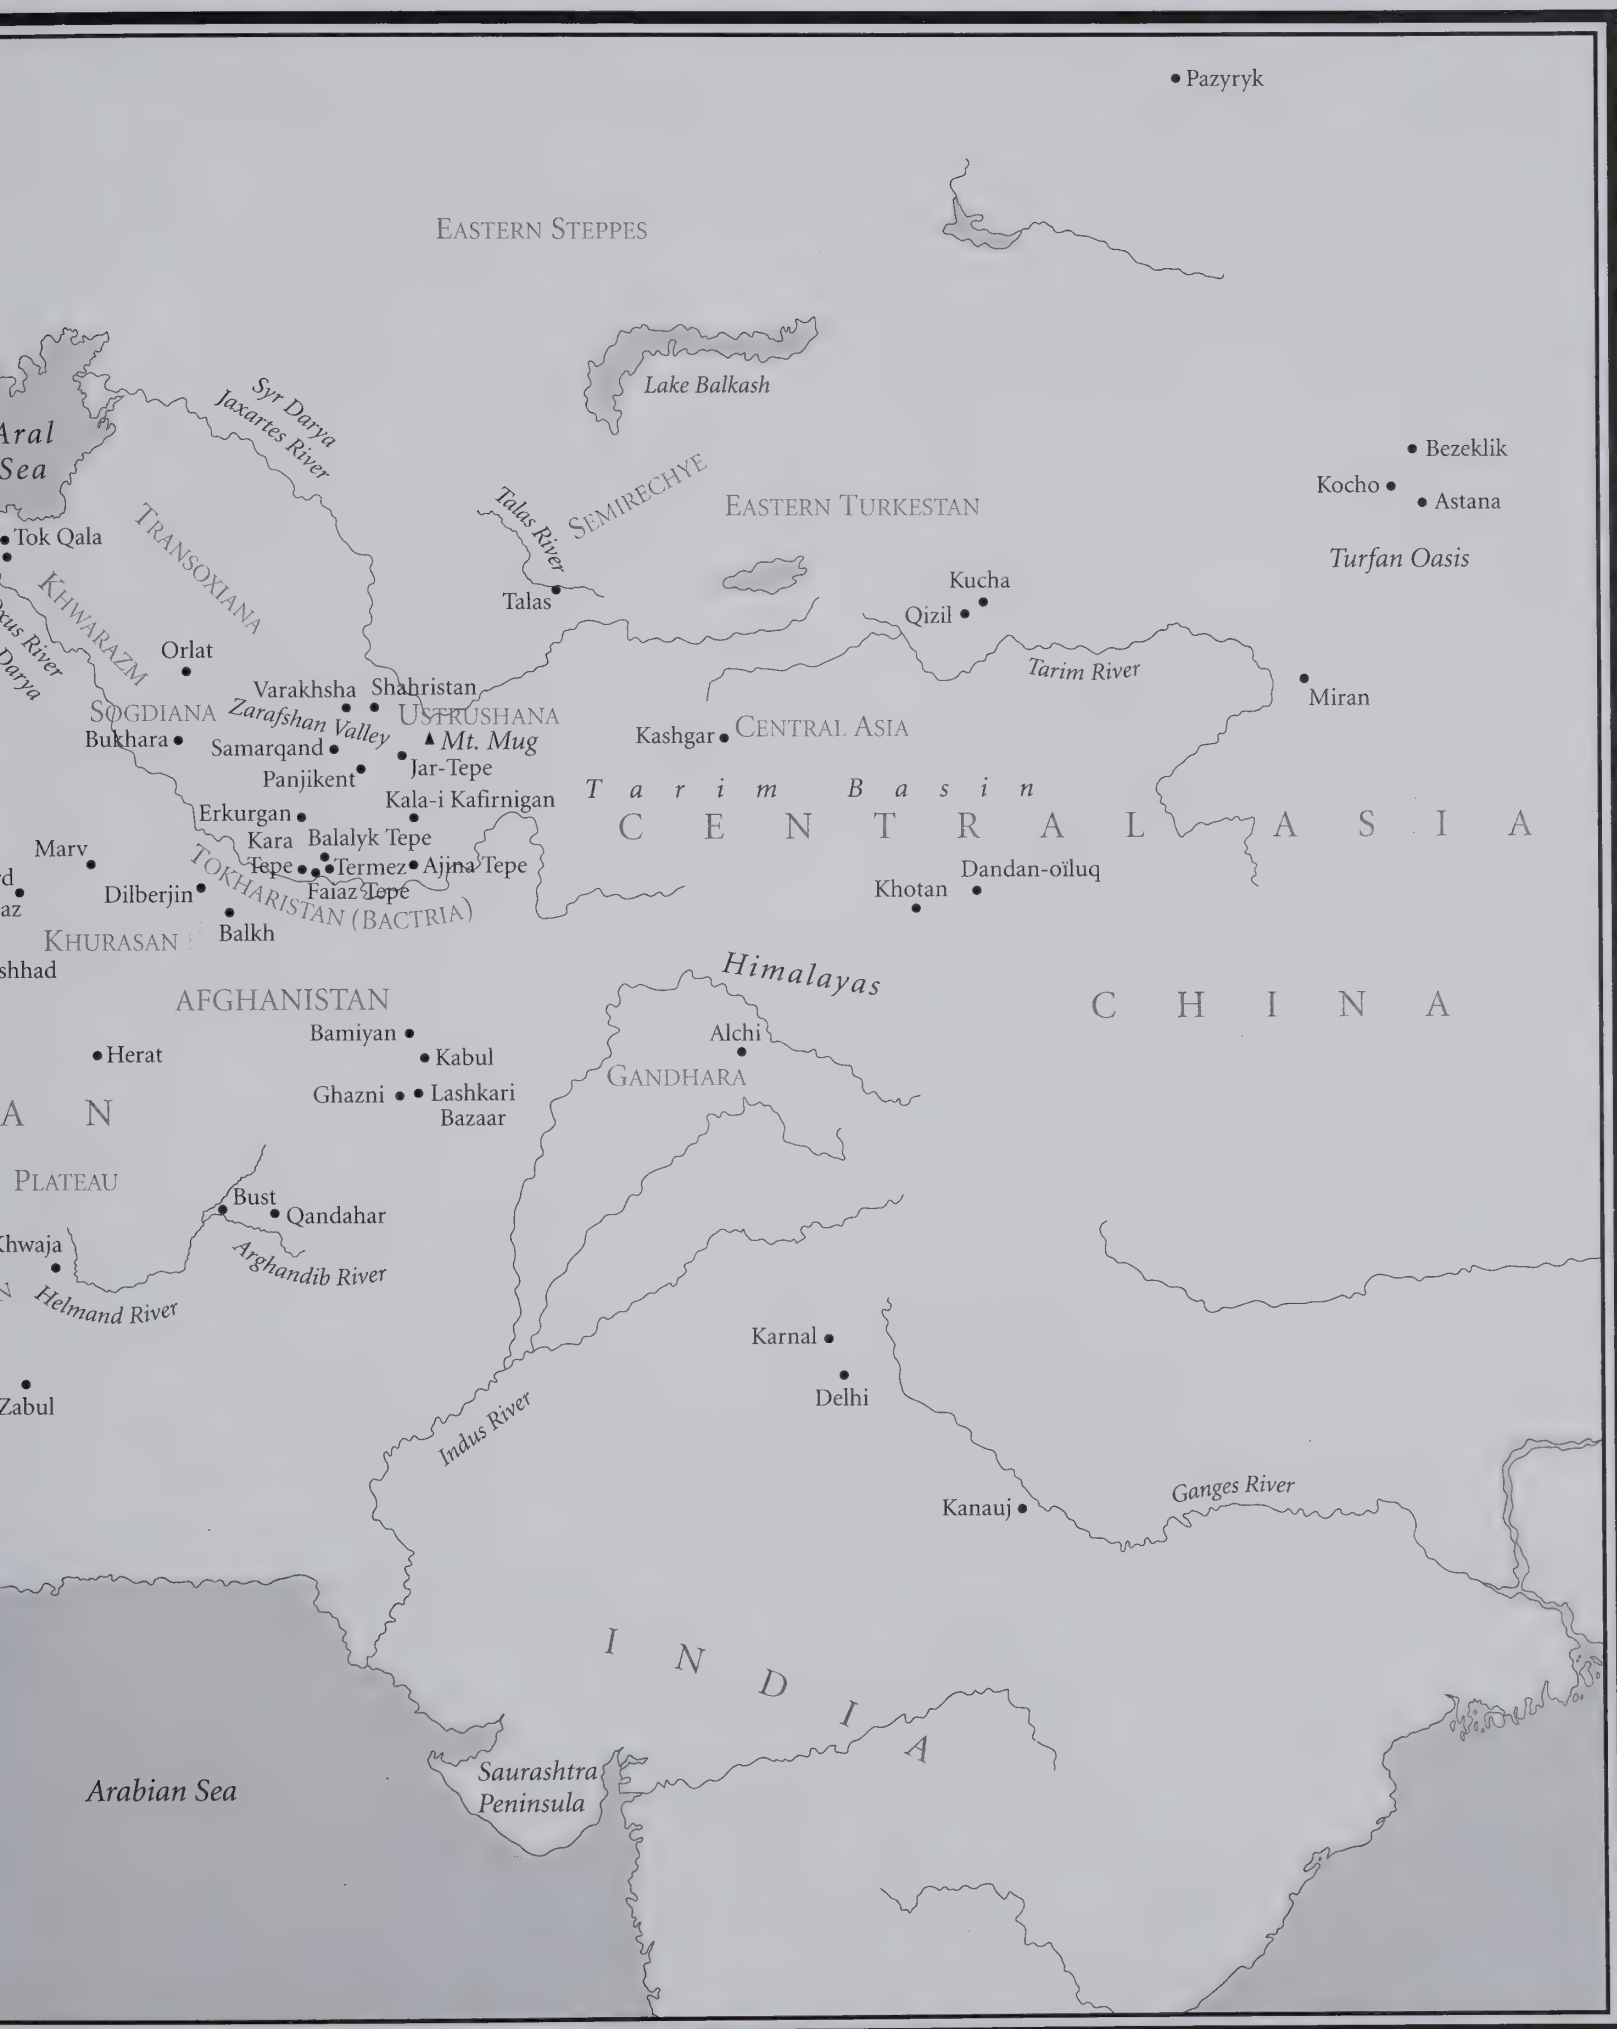 Pazyryk
EASTERN STEPPES
Lake Balkash
Syr Darya
Jaxartes River
Aral
Sea
Bezeklik
Kocho
Astana
Turfan Oasis
SEMIRECHYE
EASTERN TURKESTAN
Talas River
Talas
TRANSOXIANA
Tok Qala
KHWARAZM
River
Darya
Kucha
Qizil
Tarim River
Miran
Orlat
Varakhsha
Shahristan
SOGDIANA
Zarafshan Valley
USTRUSHANA
Bukhara
Samarqand
Mt. Mug
Kashgar
CENTRAL ASIA
Panjikent
Jar-Tepe
Tarim Basin
Kala-i Kafirnigan
Erkurgan
CENTRAL ASIA
Kara
Tepe
Balalyk Tepe
Termez
Ajina Tepe
Faiaz Tepe
Marv
Dilberjin
TOKHARISTAN (BACTRIA)
Dandan-oïluq
Khotan
az
KHURASAN
Balkh
shhad
Himalayas
AFGHANISTAN
CHINA
Bamiyan
Alchi
Herat
Kabul
GANDHARA
Ghazni
Lashkari
Bazaar
A N
PLATEAU
Bust
Qandahar
Khwaja
Arghandib River
Helmand River
Karnal
Delhi
Zabul
Indus River
Ganges River
Kanauj
INDIA
Saurashtra
Peninsula
Arabian Sea